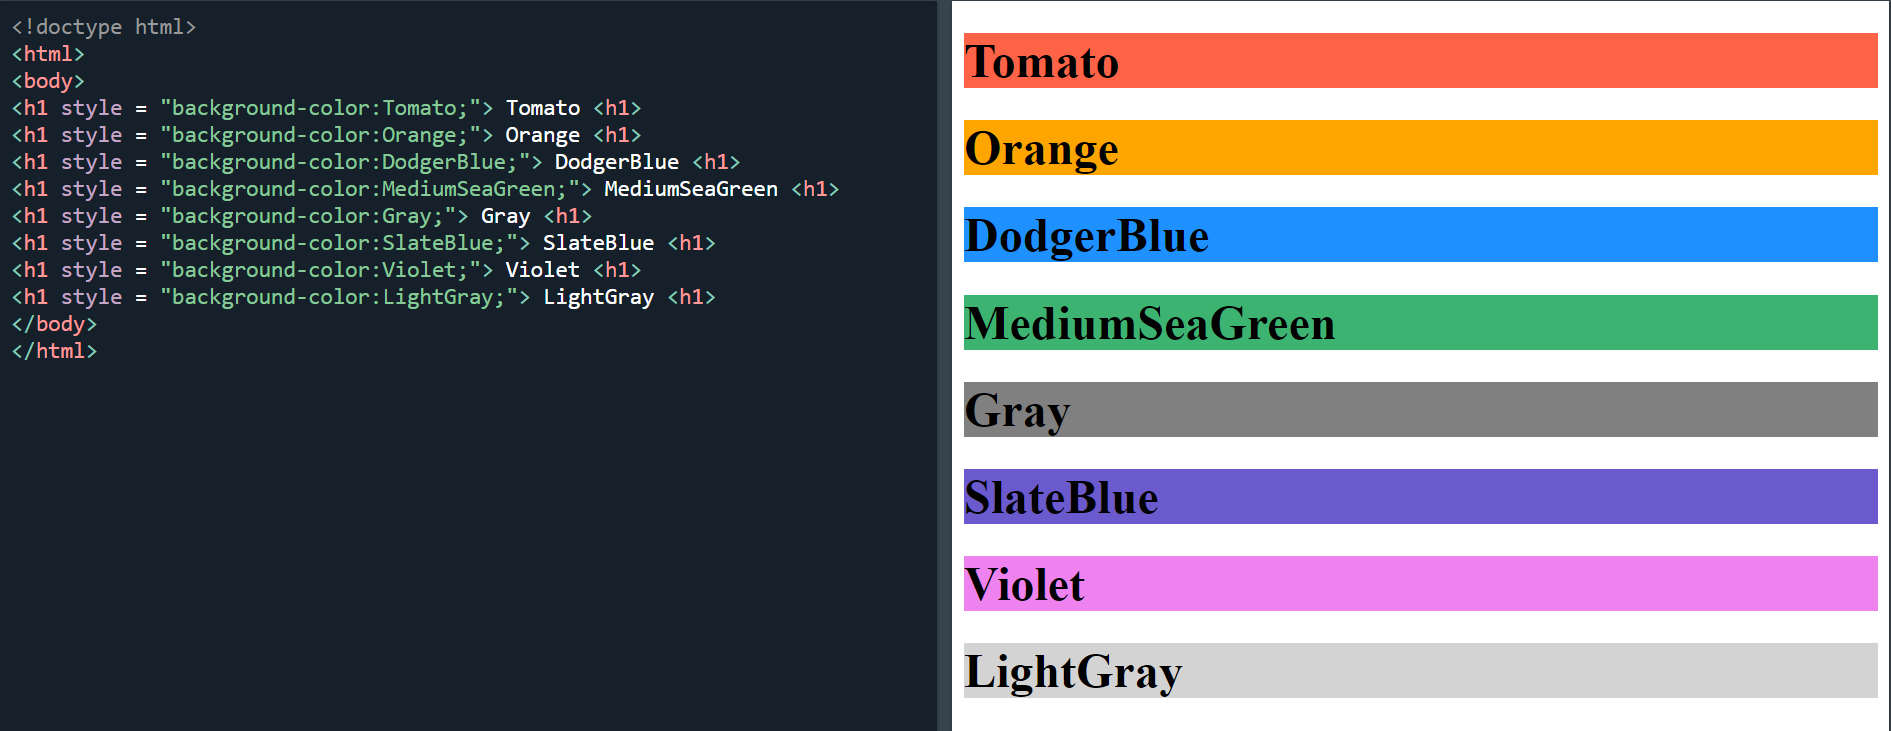 <!doctype html>
<html>
<body>
<h1 style = "background-color:Tomato;"> Tomato <h1>
<h1 style = "background-color:Orange;"> Orange <h1>
<h1 style = "background-color:DodgerBlue;"> DodgerBlue <h1>
<h1 style = "background-color:MediumSeaGreen;"> MediumSeaGreen <h1>
<h1 style = "background-color:Gray;"> Gray <h1>
<h1 style = "background-color:SlateBlue;"> SlateBlue <h1>
<h1 style = "background-color:Violet;"> Violet <h1>
<h1 style = "background-color:LightGray;"> LightGray <h1>
</body>
</html>
Tomato
Orange
DodgerBlue
MediumSeaGreen
Gray
SlateBlue
Violet
LightGray